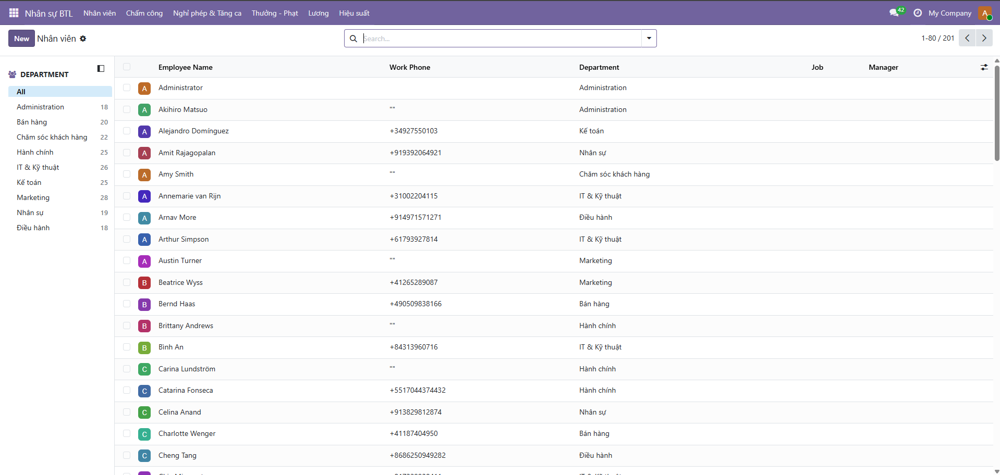 Nhân sự BTL Nhân viên Chấm công Nghỉ phép & Tăng ca Thưởng - Phạt Lương Hiệu suất 42 My Company A
New Nhân viên Search... 1-80 / 201
DEPARTMENT
All
Administration 18
Bán hàng 20
Chăm sóc khách hàng 22
Hành chính 25
IT & Kỹ thuật 26
Kế toán 25
Marketing 28
Nhân sự 19
Điều hành 18
Employee Name Work Phone Department Job Manager
A Administrator Administration
A Akihiro Matsuo "" Administration
A Alejandro Domínguez +34927550103 Kế toán
A Amit Rajagopalan +919392064921 Nhân sự
A Amy Smith "" Chăm sóc khách hàng
A Annemarie van Rijn +31002204115 IT & Kỹ thuật
A Arnav More +914971571271 Điều hành
A Arthur Simpson +61793927814 IT & Kỹ thuật
A Austin Turner "" Marketing
B Beatrice Wyss +41265289087 Marketing
B Bernd Haas +490509838166 Bán hàng
B Brittany Andrews "" Hành chính
B Bình An +84313960716 IT & Kỹ thuật
C Carina Lundström "" Hành chính
C Catarina Fonseca +5517044374432 Hành chính
C Celina Anand +913829812874 Nhân sự
C Charlotte Wenger +41187404950 Bán hàng
C Cheng Tang +8686250949282 Điều hành